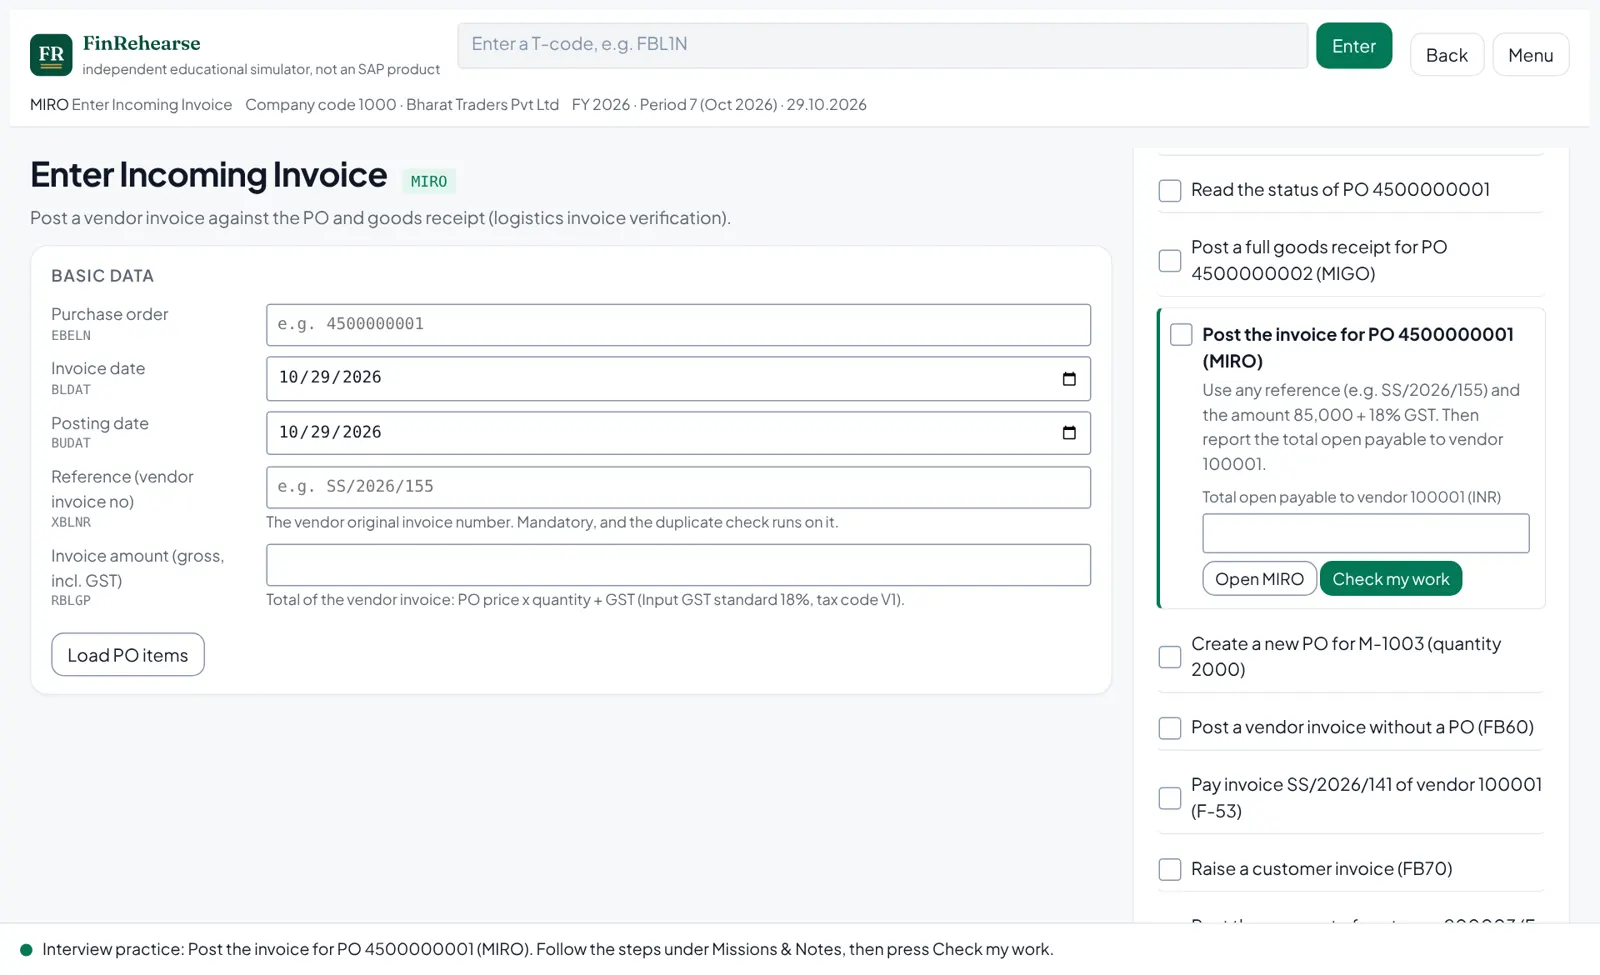 FR
FinRehearse
independent educational simulator, not an SAP product
Enter a T-code, e.g. FBL1N
Enter
Back
Menu
MIRO Enter Incoming Invoice Company code 1000 · Bharat Traders Pvt Ltd FY 2026 · Period 7 (Oct 2026) · 29.10.2026
Enter Incoming Invoice MIRO
Post a vendor invoice against the PO and goods receipt (logistics invoice verification).
BASIC DATA
Purchase order
EBELN
e.g. 4500000001
Invoice date
BLDAT
10/29/2026
Posting date
BUDAT
10/29/2026
Reference (vendor
invoice no)
XBLNR
e.g. SS/2026/155
The vendor original invoice number. Mandatory, and the duplicate check runs on it.
Invoice amount (gross,
incl. GST)
RBLGP
Total of the vendor invoice: PO price x quantity + GST (Input GST standard 18%, tax code V1).
Load PO items
Read the status of PO 4500000001
Post a full goods receipt for PO
4500000002 (MIGO)
Post the invoice for PO 4500000001
(MIRO)
Use any reference (e.g. SS/2026/155) and
the amount 85,000 + 18% GST. Then
report the total open payable to vendor
100001.
Total open payable to vendor 100001 (INR)
Open MIRO
Check my work
Create a new PO for M-1003 (quantity
2000)
Post a vendor invoice without a PO (FB60)
Pay invoice SS/2026/141 of vendor 100001
(F-53)
Raise a customer invoice (FB70)
Interview practice: Post the invoice for PO 4500000001 (MIRO). Follow the steps under Missions & Notes, then press Check my work.